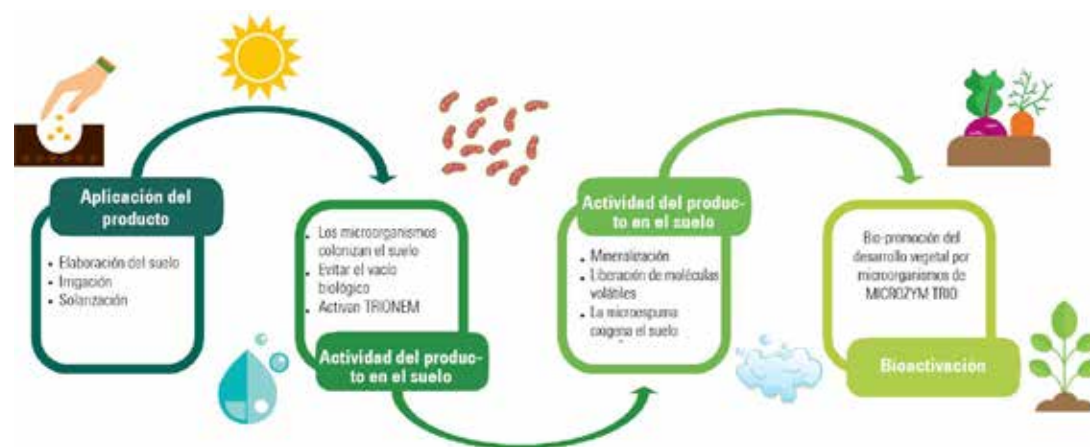 Aplicación del
producto
• Elaboración del suelo
• Irrigación
• Solarización
• Los microorganismos
colonizan el suelo
• Evitar el vacío
biológico
• Activan TRIONEM
Actividad del produc-
to en el suelo
Actividad del produc-
to en el suelo
• Mineralización
• Liberación de moléculas
volátiles
• La microespuma
oxigena el suelo
Bio-promoción del
desarrollo vegetal por
microorganismos de
MICROZYM TRIO
Bioactivación